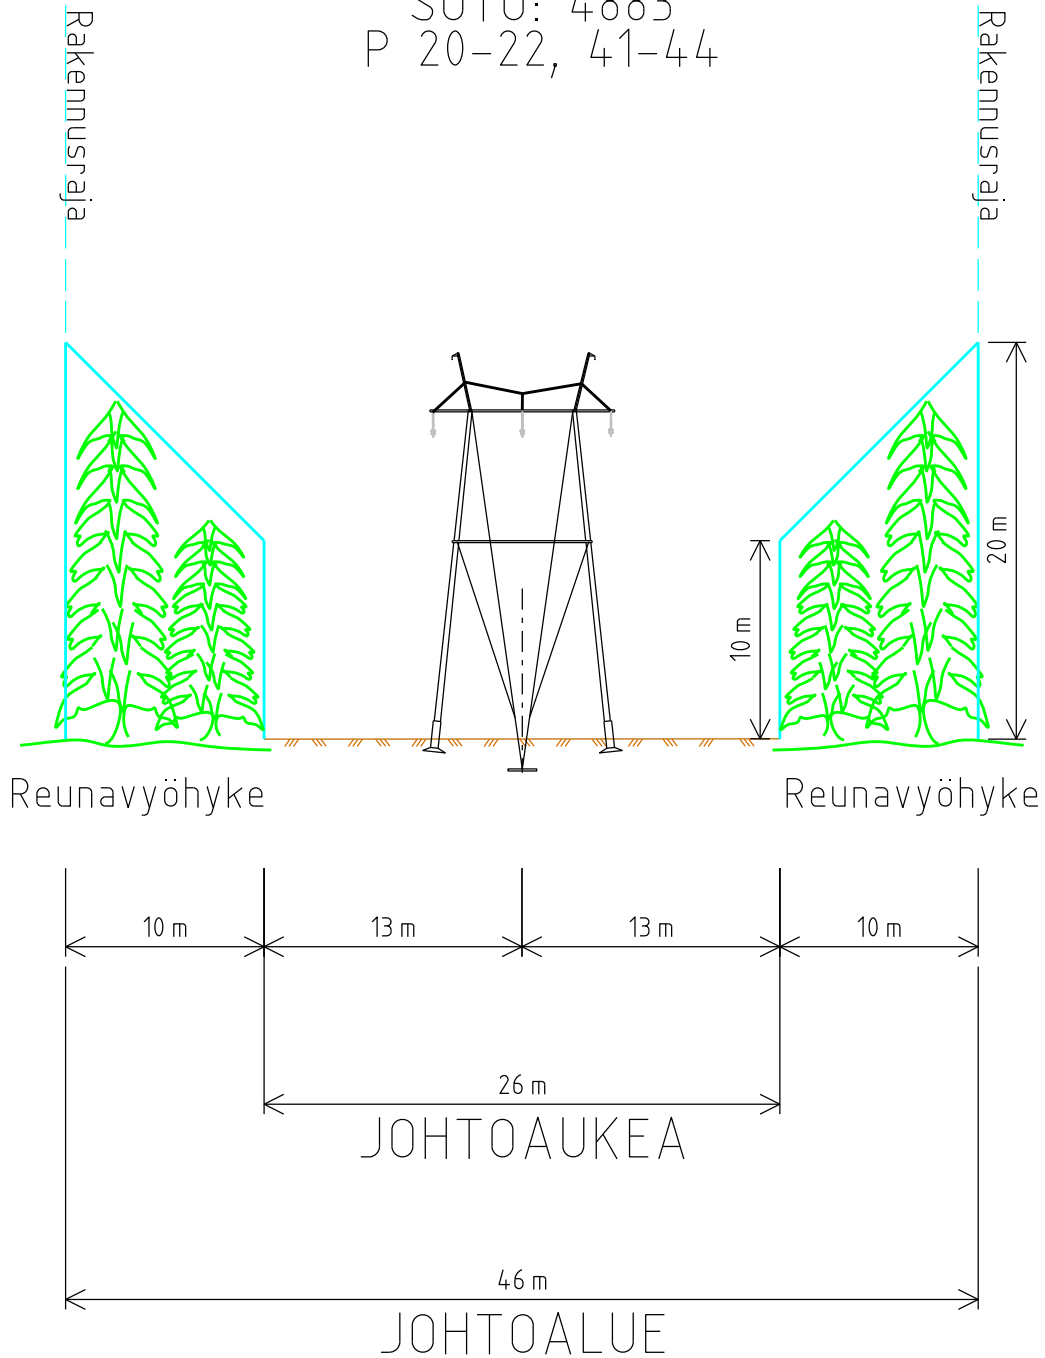 P 20-22, 41-44
Rakennusraja
Rakennusraja
20 m
10 m
Reunavyöhyke
Reunavyöhyke
10 m
13 m
13 m
10 m
26 m
JOHTOAUKEA
46 m
JOHTOALUE